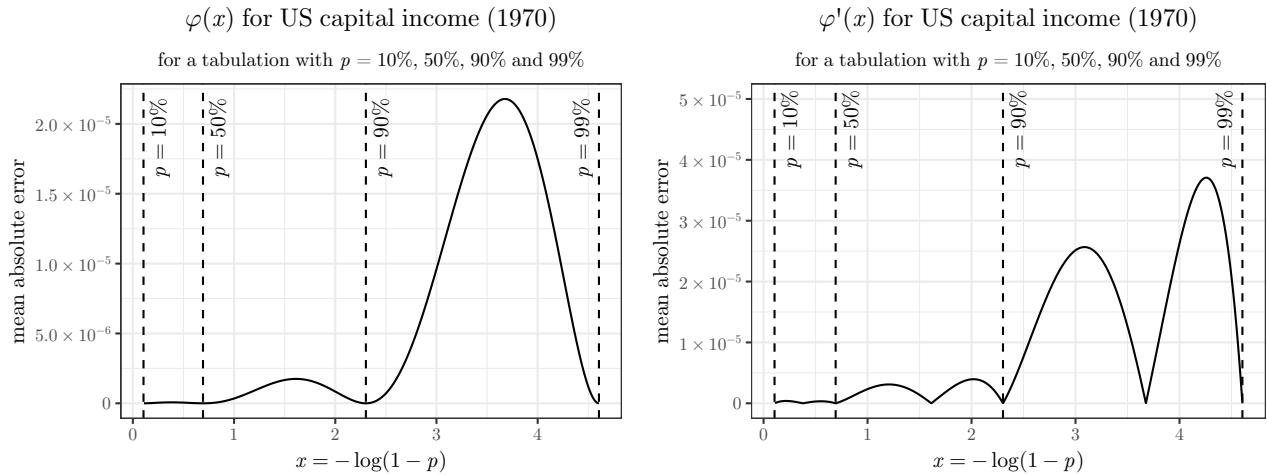 φ(x) for US capital income (1970)
for a tabulation with p = 10%, 50%, 90% and 99%
mean absolute error
2.0 × 10⁻⁵
1.5 × 10⁻⁵
1.0 × 10⁻⁵
5.0 × 10⁻⁶
0
p = 10%
p = 50%
p = 90%
p = 99%
0 1 2 3 4
x = − log(1 − p)
φ'(x) for US capital income (1970)
for a tabulation with p = 10%, 50%, 90% and 99%
mean absolute error
5 × 10⁻⁵
4 × 10⁻⁵
3 × 10⁻⁵
2 × 10⁻⁵
1 × 10⁻⁵
0
p = 10%
p = 50%
p = 90%
p = 99%
0 1 2 3 4
x = − log(1 − p)